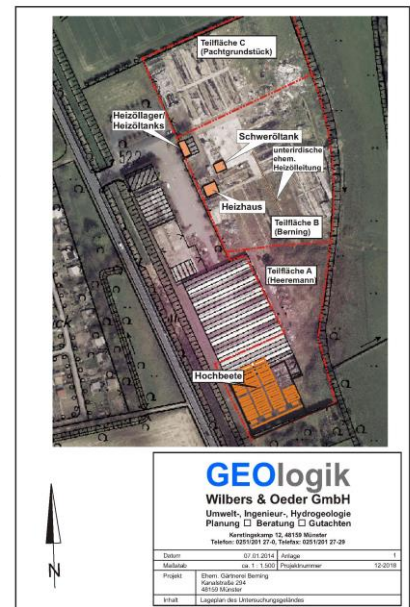 Teilfläche C
(Pachtgrundstück)
Heizöllager/
Heizöltanks
Schweröltank
unterirdische
ehem.
Heizölleitung
Heizhaus
Teilfläche B
(Berning)
Teilfläche A
(Heeremann)
Hochbeete
N
GEOlogik
Wilbers & Oeder GmbH
Umwelt-, Ingenieur-, Hydrogeologie
Planung □ Beratung □ Gutachten
Kerstingskamp 12, 48159 Münster
Telefon: 0251/201 27-0, Telefax: 0251/201 27-29
Datum 07.01.2014 Anlage 1
Maßstab ca. 1 : 1.500 Projektnummer 12-2018
Projekt Ehem. Gärtnerei Berning
Kanalstraße 294
48159 Münster
Inhalt Lageplan des Untersuchungsgebietes